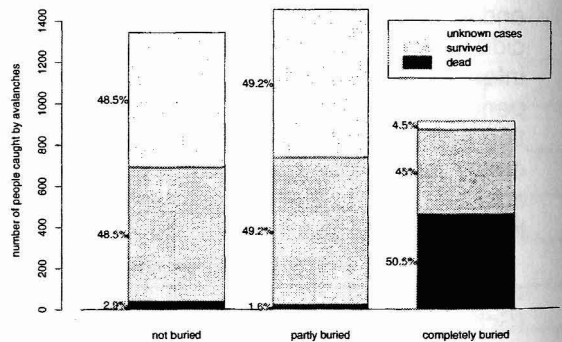 number of people caught by avalanches
1400
1200
1000
800
600
400
200
0
unknown cases
survived
dead
48.5%
48.5%
2.9%
49.2%
49.2%
1.6%
4.5%
45%
50.5%
not buried
partly buried
completely buried